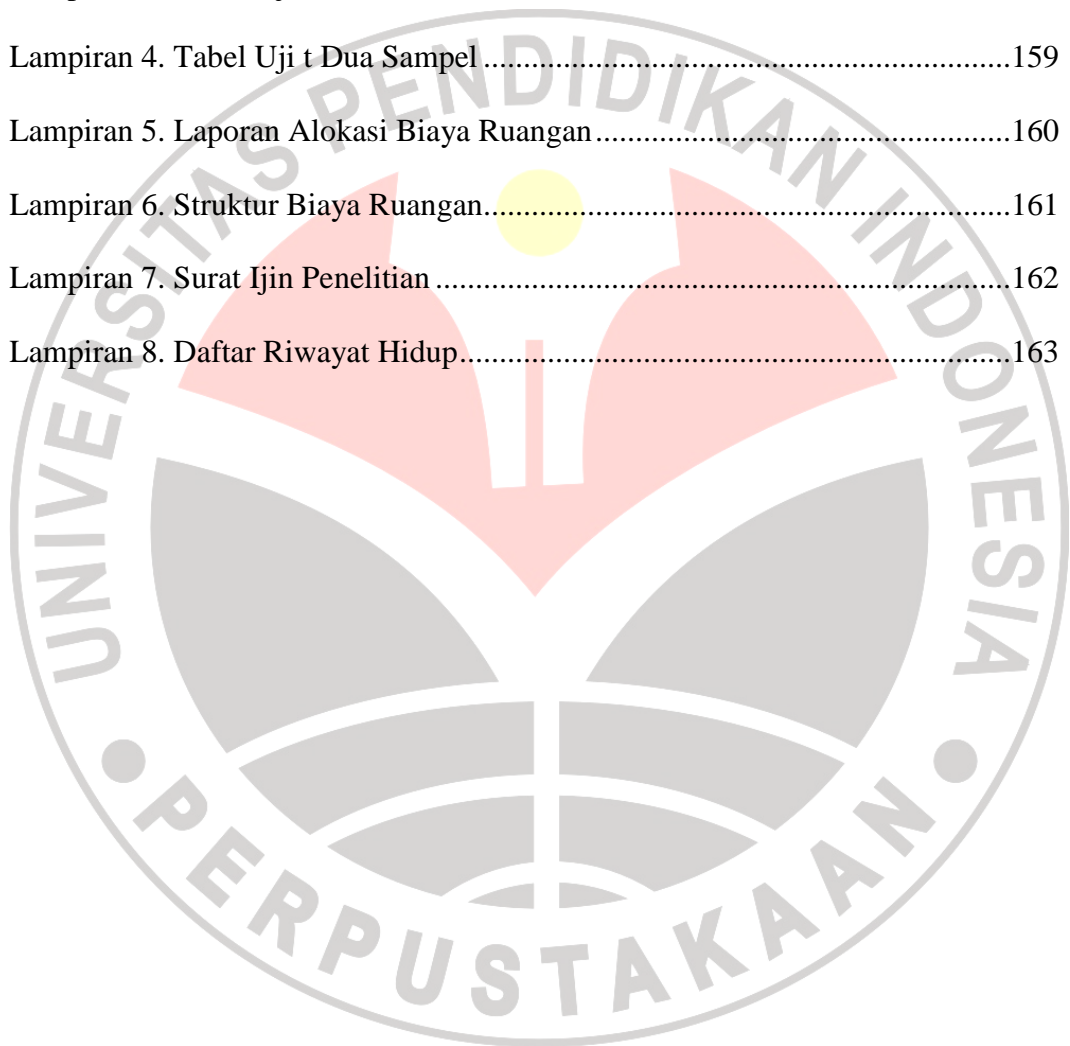 Lampiran 4. Tabel Uji t Dua Sampel ..................................................................159
Lampiran 5. Laporan Alokasi Biaya Ruangan ....................................................160
Lampiran 6. Struktur Biaya Ruangan..................................................................161
Lampiran 7. Surat Ijin Penelitian ........................................................................162
Lampiran 8. Daftar Riwayat Hidup.....................................................................163
UNIVERSITAS PENDIDIKAN INDONESIA
• PERPUSTAKAAN •